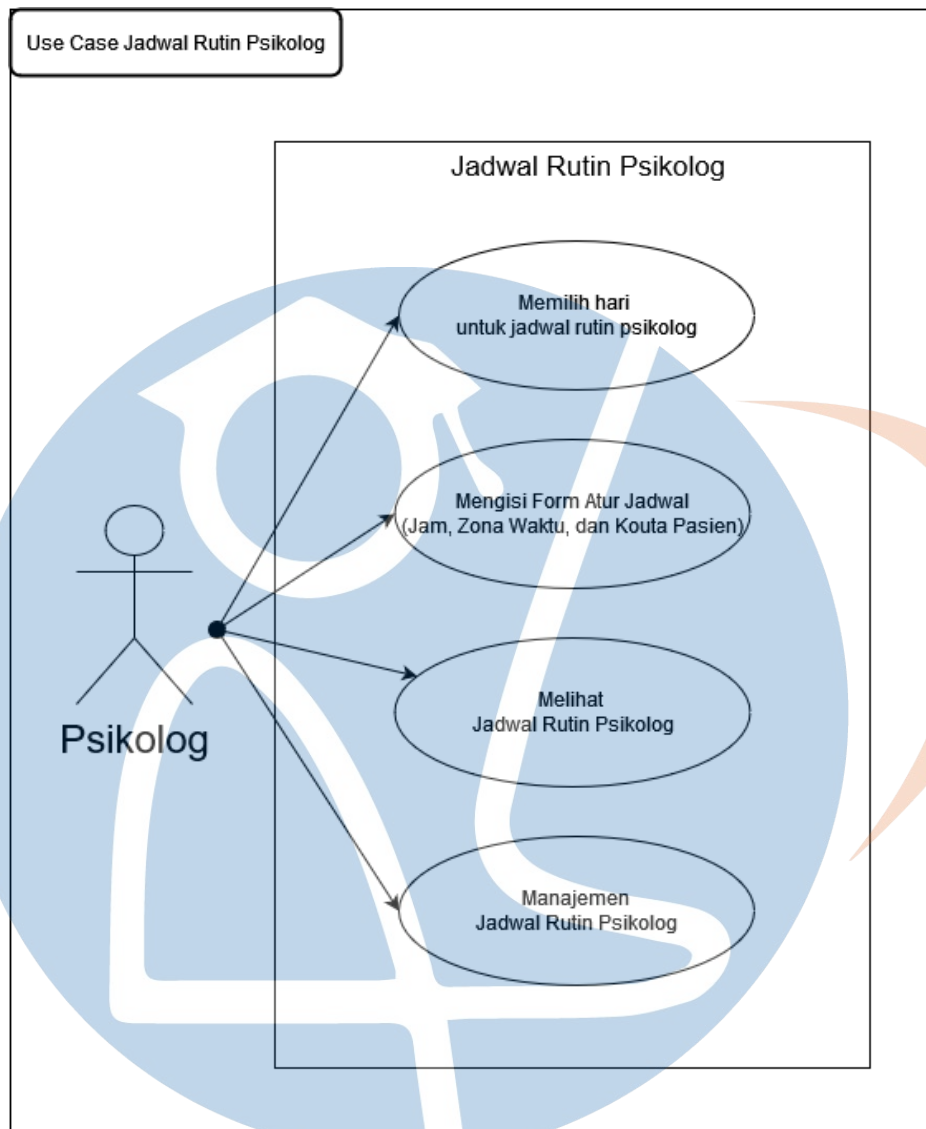 Use Case Jadwal Rutin Psikolog
Jadwal Rutin Psikolog
Memilih hari
untuk jadwal rutin psikolog
Mengisi Form Atur Jadwal
(Jam, Zona Waktu, dan Kouta Pasien)
Psikolog
Melihat
Jadwal Rutin Psikolog
Manajemen
Jadwal Rutin Psikolog